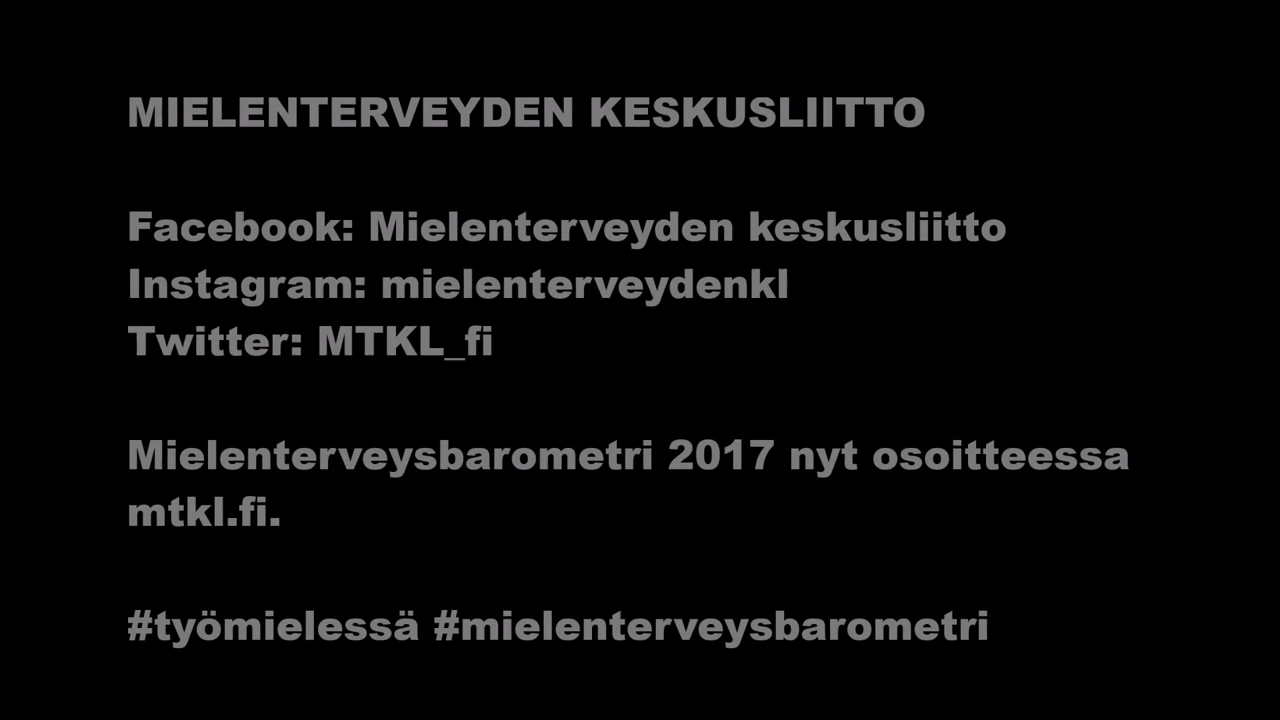 MIELENTERVEYDEN KESKUSLIITTO
Facebook: Mielenterveyden keskusliitto
Instagram: mielenterveydenkl
Twitter: MTKL_fi
Mielenterveysbarometri 2017 nyt osoitteessa
mtkl.fi.
#työmielessä #mielenterveysbarometri